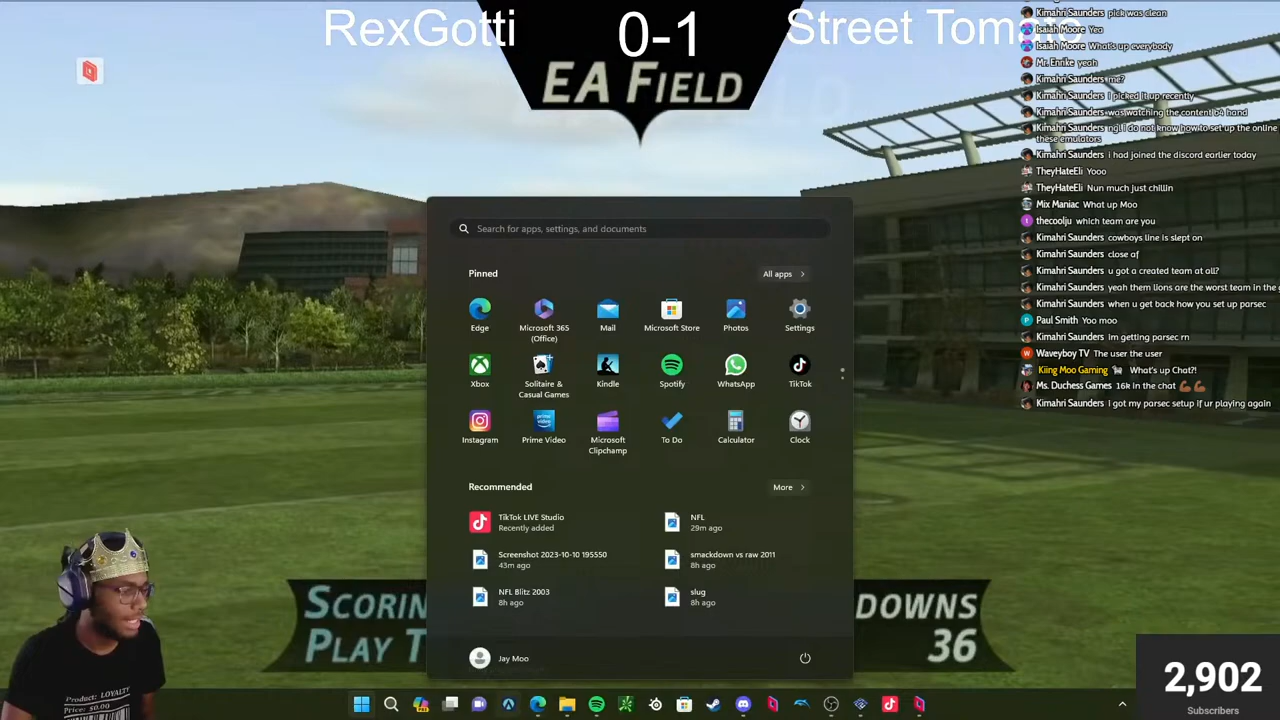 RexGotti
0-1
Street Tomato
EA FIELD
Kimahri Saunders pick was clean
Isaiah Moore Yea
Isaiah Moore What's up everybody
Mr. Enrike yeah
Kimahri Saunders me?
Kimahri Saunders I picked it up recently
Kimahri Saunders was watching the content b4 hand
Kimahri Saunders ngl i do not know how to set up the online
these emulators
Kimahri Saunders i had joined the discord earlier today
TheyHateEli Yooo
TheyHateEli Nun much just chillin
Mix Maniac What up Moo
thecoolju which team are you
Kimahri Saunders cowboys line is slept on
Kimahri Saunders close af
Kimahri Saunders u got a created team at all?
Kimahri Saunders yeah them lions are the worst team in the g
Kimahri Saunders when u get back how you set up parsec
Paul Smith Yoo moo
Kimahri Saunders Im getting parsec rn
Waveyboy TV The user the user
Kiing Moo Gaming What's up Chat?!
Ms. Duchess Games 16k in the chat
Kimahri Saunders I got my parsec setup if ur playing again
Search for apps, settings, and documents
Pinned
All apps
Edge
Microsoft 365
(Office)
Mail
Microsoft Store
Photos
Settings
Xbox
Solitaire &
Casual Games
Kindle
Spotify
WhatsApp
TikTok
Instagram
Prime Video
Microsoft
Clipchamp
To Do
Calculator
Clock
Recommended
More
TikTok LIVE Studio
Recently added
NFL
29m ago
Screenshot 2023-10-10 195550
43m ago
smackdown vs raw 2011
8h ago
NFL Blitz 2003
8h ago
slug
8h ago
Jay Moo
SCORIN
DOWNS
PLAY T
36
Product: LOYALTY
Price: $0.00
2,902
Subscribers